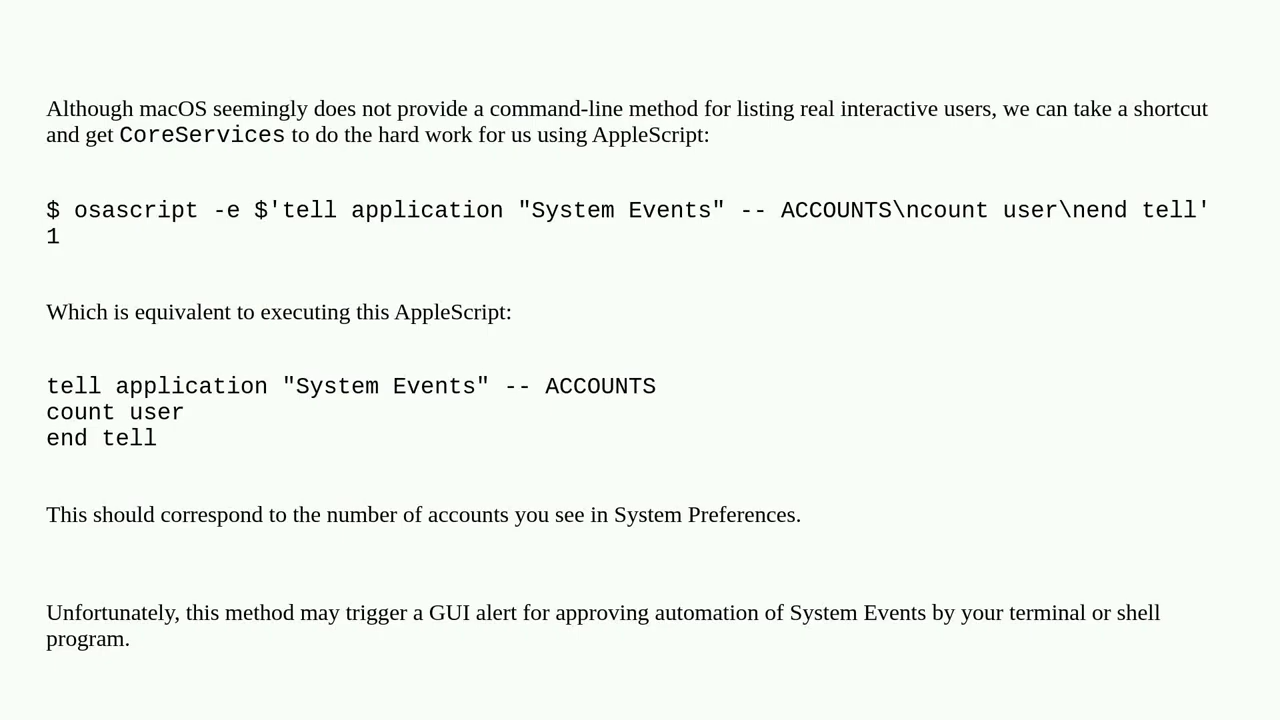 Although macOS seemingly does not provide a command-line method for listing real interactive users, we can take a shortcut
and get CoreServices to do the hard work for us using AppleScript:
$ osascript -e $'tell application "System Events" -- ACCOUNTS\ncount user\nend tell'
1
Which is equivalent to executing this AppleScript:
tell application "System Events" -- ACCOUNTS
count user
end tell
This should correspond to the number of accounts you see in System Preferences.
Unfortunately, this method may trigger a GUI alert for approving automation of System Events by your terminal or shell
program.